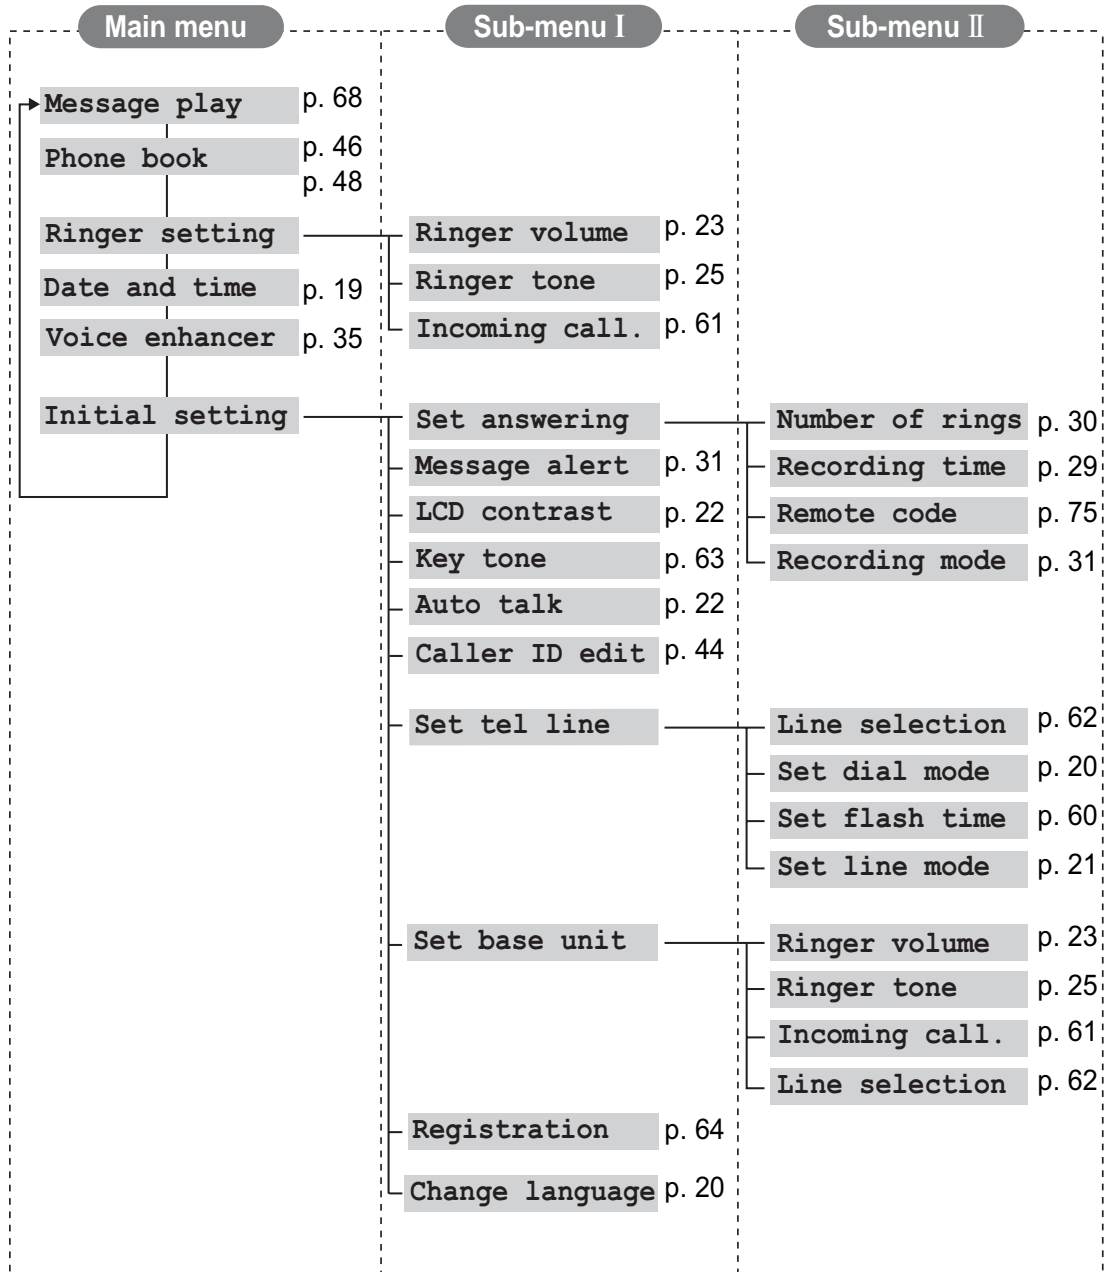 Main menu
Sub-menu Ⅰ
Sub-menu Ⅱ
Message play p. 68
Phone book p. 46
p. 48
Ringer setting
Ringer volume p. 23
Ringer tone p. 25
Incoming call. p. 61
Date and time p. 19
Voice enhancer p. 35
Initial setting
Set answering
Number of rings p. 30
Recording time p. 29
Remote code p. 75
Recording mode p. 31
Message alert p. 31
LCD contrast p. 22
Key tone p. 63
Auto talk p. 22
Caller ID edit p. 44
Set tel line
Line selection p. 62
Set dial mode p. 20
Set flash time p. 60
Set line mode p. 21
Set base unit
Ringer volume p. 23
Ringer tone p. 25
Incoming call. p. 61
Line selection p. 62
Registration p. 64
Change language p. 20